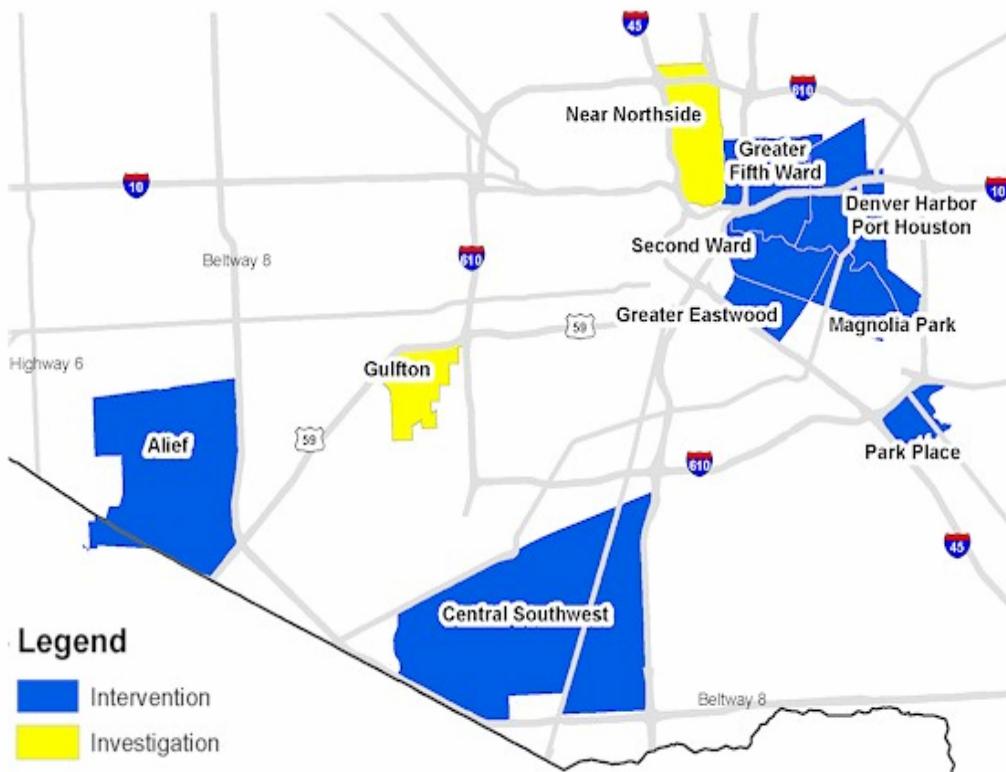 45
Near Northside
610
Greater
Fifth Ward
10
10
Denver Harbor
Port Houston
Second Ward
Beltway 8
610
Greater Eastwood
Magnolia Park
59
Highway 6
Gulfton
Alief
59
Park Place
610
45
Central Southwest
Legend
Intervention
Beltway 8
Investigation